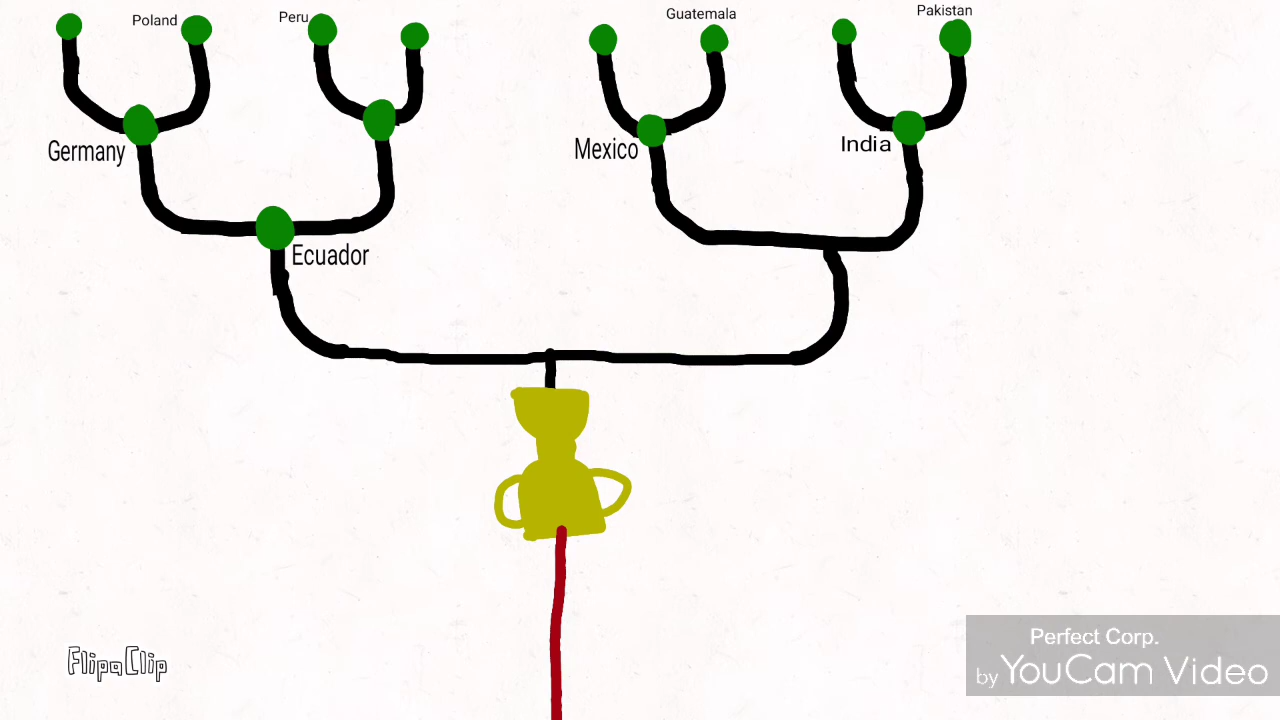 Poland
Peru
Guatemala
Pakistan
Germany
Mexico
India
Ecuador
FlipaClip
Perfect Corp.
by YouCam Video